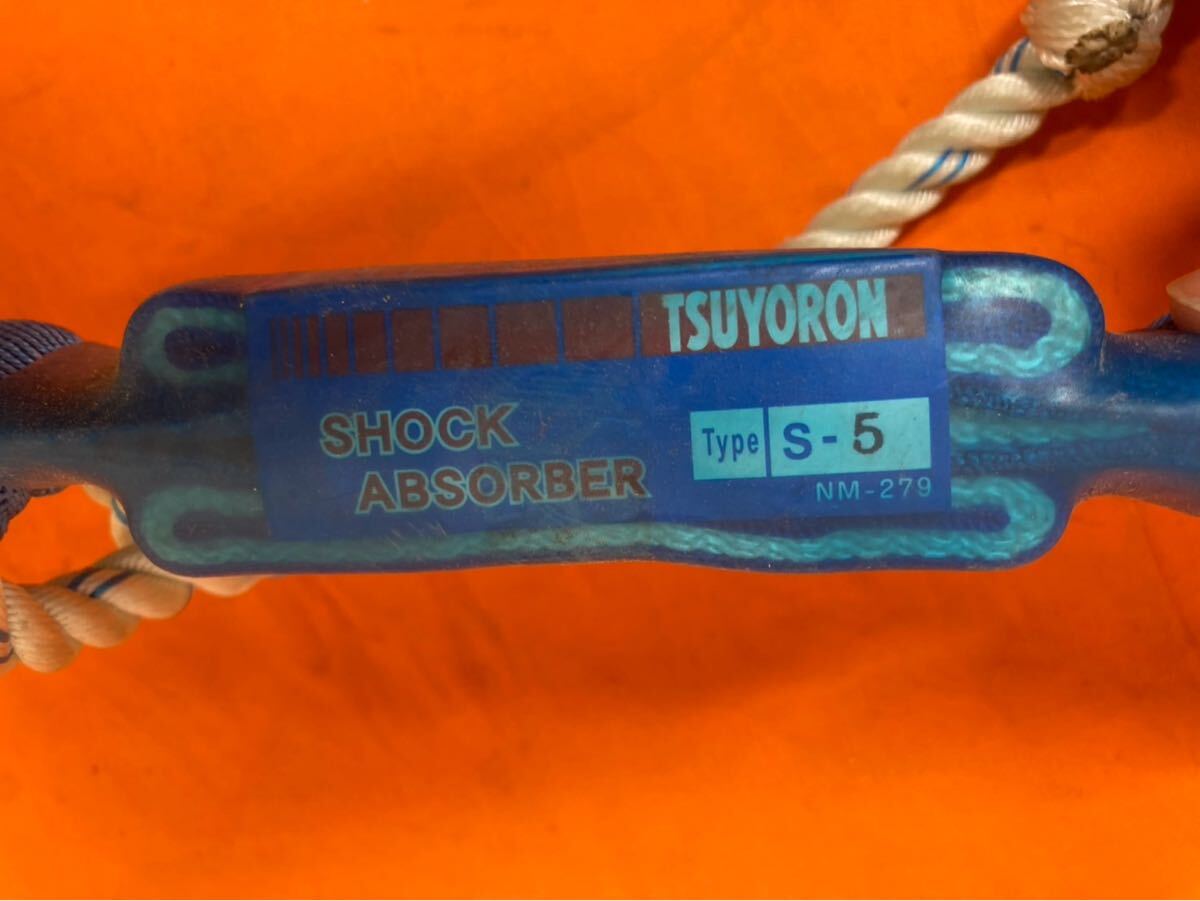 TSUYORON
SHOCK
ABSORBER
Type S-5
NM-279